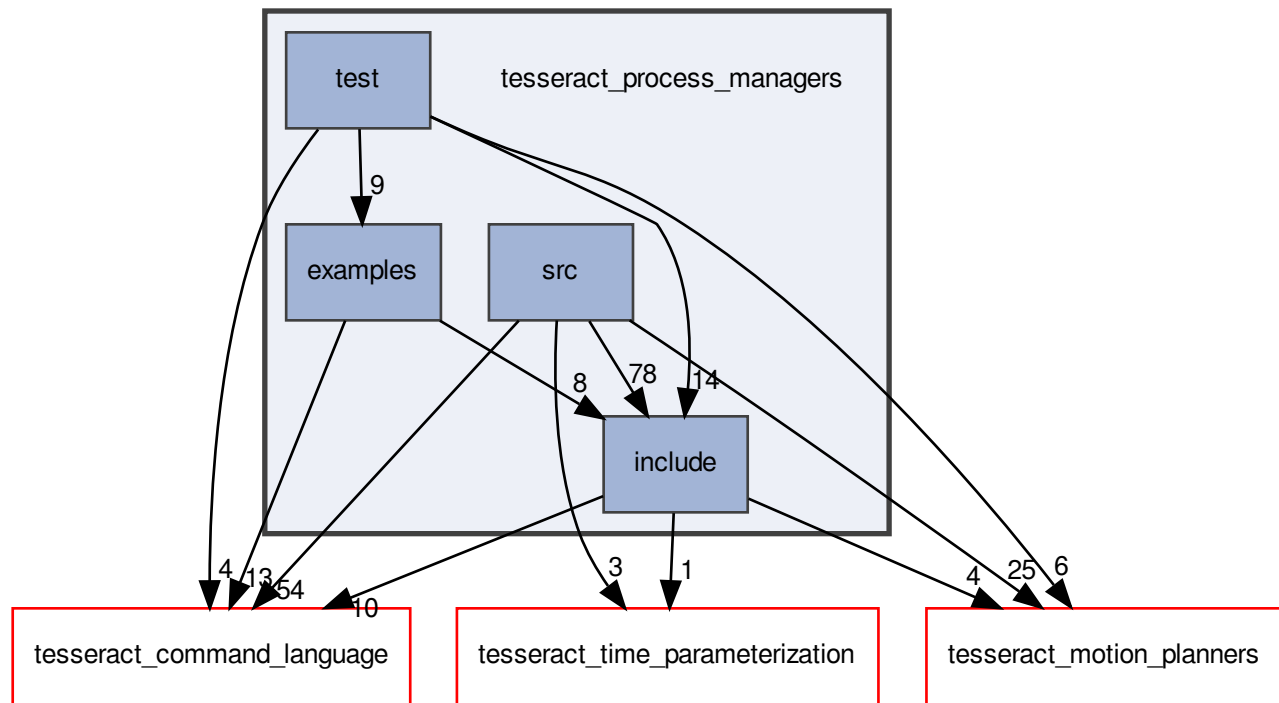 test
tesseract_process_managers
9
examples
src
8
78
14
include
4
13
54
10
3
1
4
25
6
tesseract_command_language
tesseract_time_parameterization
tesseract_motion_planners